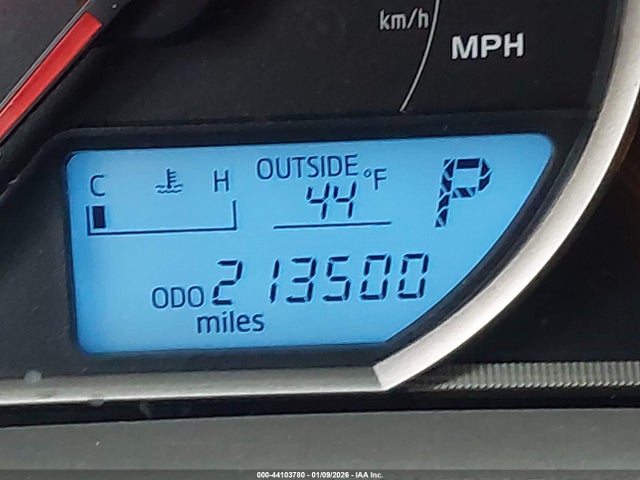 km/h
MPH
C H OUTSIDE 44 °F P
ODO 213500
miles
000-44103780 - 01/09/2026 - IAA Inc.